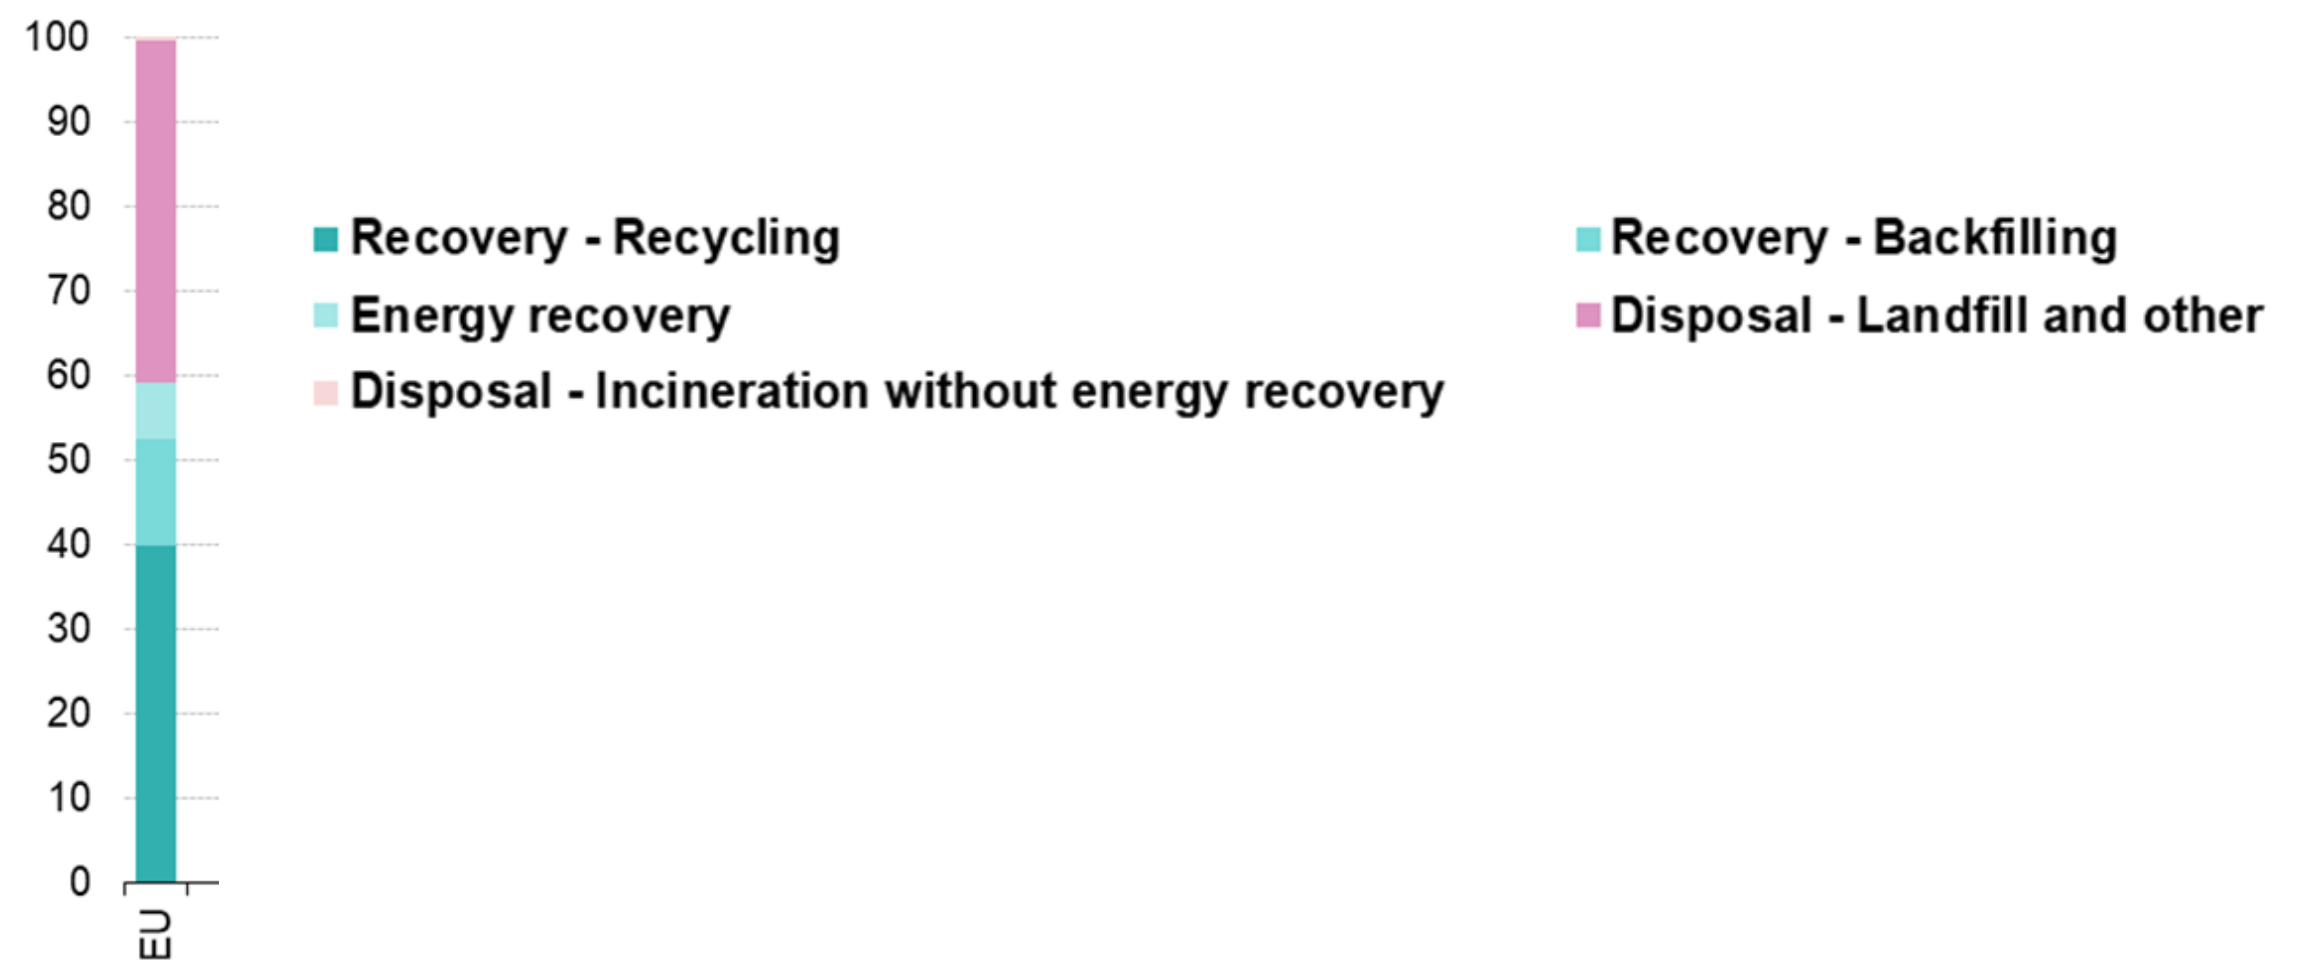 100
90
80
70
60
50
40
30
20
10
0
EU
Recovery - Recycling
Recovery - Backfilling
Energy recovery
Disposal - Landfill and other
Disposal - Incineration without energy recovery